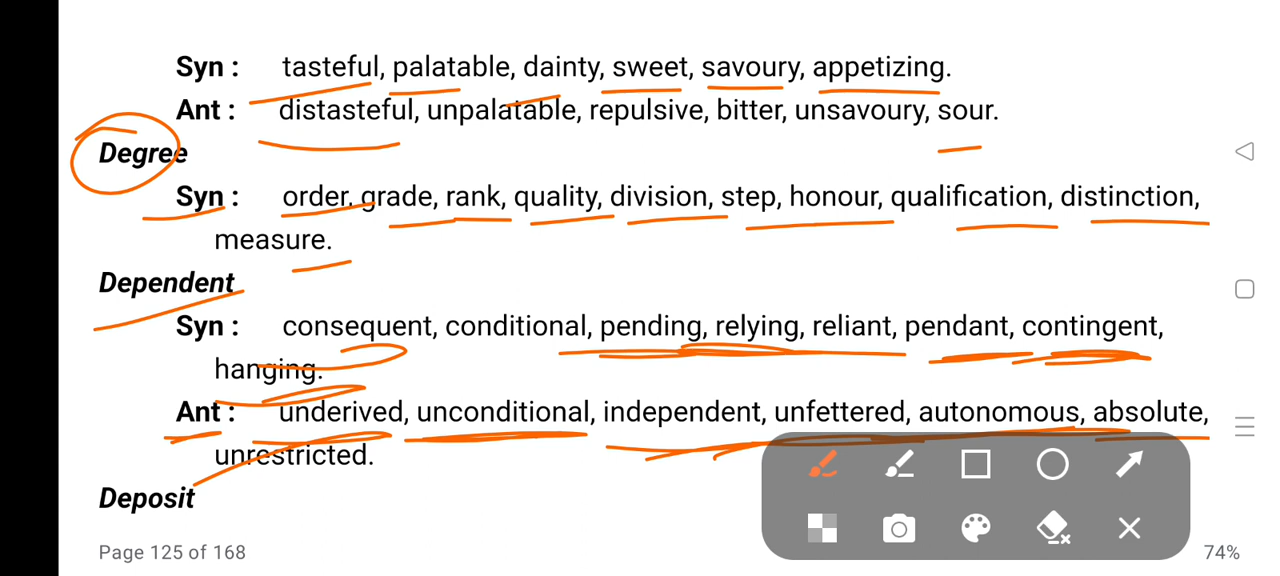 Syn : tasteful, palatable, dainty, sweet, savoury, appetizing.
Ant : distasteful, unpalatable, repulsive, bitter, unsavoury, sour.
Degree
Syn : order, grade, rank, quality, division, step, honour, qualification, distinction,
measure.
Dependent
Syn : consequent, conditional, pending, relying, reliant, pendant, contingent,
hanging.
Ant : underived, unconditional, independent, unfettered, autonomous, absolute,
unrestricted.
Deposit
Page 125 of 168
74%